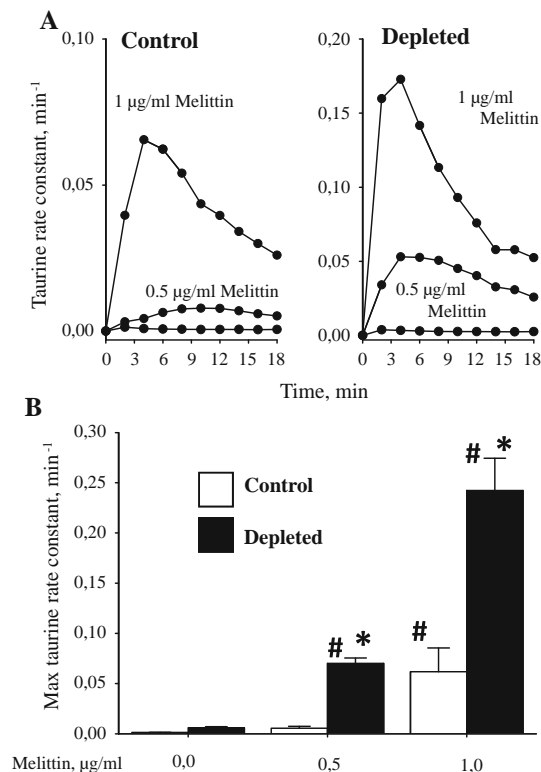 A
Control
Depleted
Taurine rate constant, min-1
0,10
0,05
0,00
1 µg/ml Melittin
0.5 µg/ml Melittin
0 3 6 9 12 15 18
0,20
0,15
0,10
0,05
0,00
1 µg/ml
Melittin
0.5 µg/ml
Melittin
0 3 6 9 12 15 18
Time, min
B
Max taurine rate constant, min-1
0,30
0,25
0,20
0,15
0,10
0,05
0,00
Control
Depleted
# *
#
# *
Melittin, µg/ml 0,0 0,5 1,0